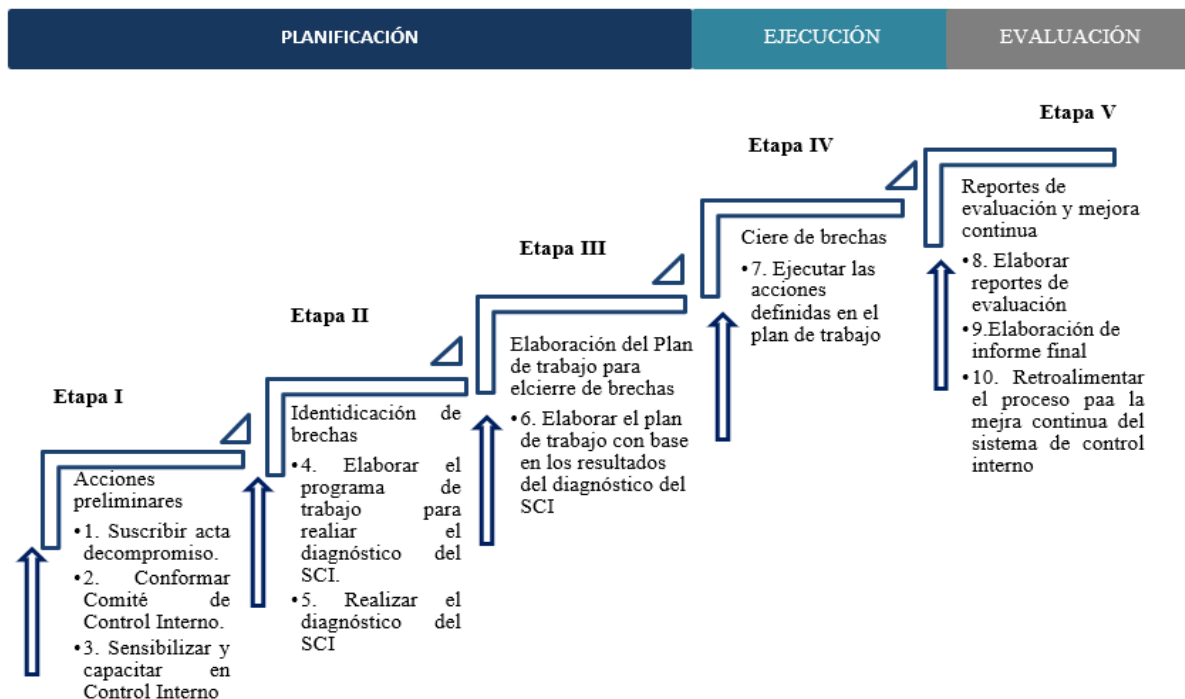 PLANIFICACIÓN
EJECUCIÓN
EVALUACIÓN
Etapa I
Acciones
preliminares
•1. Suscribir acta
decompromiso.
•2. Conformar
Comité de
Control Interno.
•3. Sensibilizar y
capacitar en
Control Interno
Etapa II
Identidicación de
brechas
•4. Elaborar el
programa de
trabajo para
realiar el
diagnóstico del
SCI.
•5. Realizar el
diagnóstico del
SCI
Etapa III
Elaboración del Plan
de trabajo para
elcierre de brechas
•6. Elaborar el plan
de trabajo con base
en los resultados
del diagnóstico del
SCI
Etapa IV
Ciere de brechas
•7. Ejecutar las
acciones
definidas en el
plan de trabajo
Etapa V
Reportes de
evaluación y mejora
continua
•8. Elaborar
reportes de
evaluación
•9.Elaboración de
informe final
•10. Retroalimentar
el proceso paa la
mejra continua del
sistema de control
interno